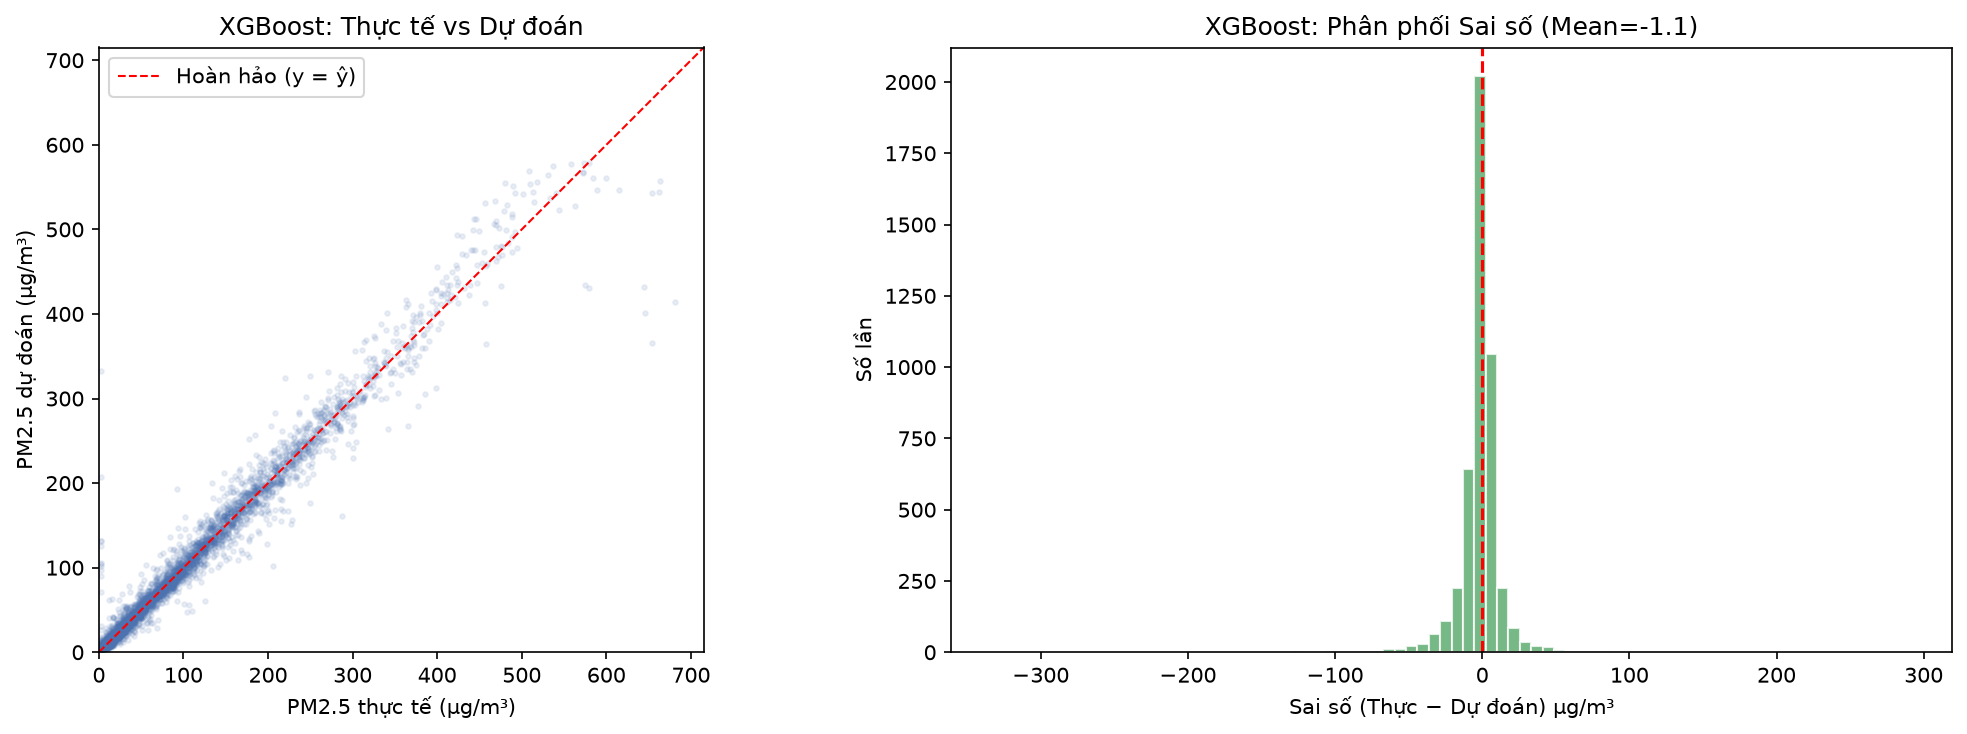 XGBoost: Thực tế vs Dự đoán
Hoàn hảo (y = ŷ)
PM2.5 dự đoán (µg/m³)
700
600
500
400
300
200
100
0
0 100 200 300 400 500 600 700
PM2.5 thực tế (µg/m³)
XGBoost: Phân phối Sai số (Mean=-1.1)
Số lần
2000
1750
1500
1250
1000
750
500
250
0
−300 −200 −100 0 100 200 300
Sai số (Thực − Dự đoán) µg/m³